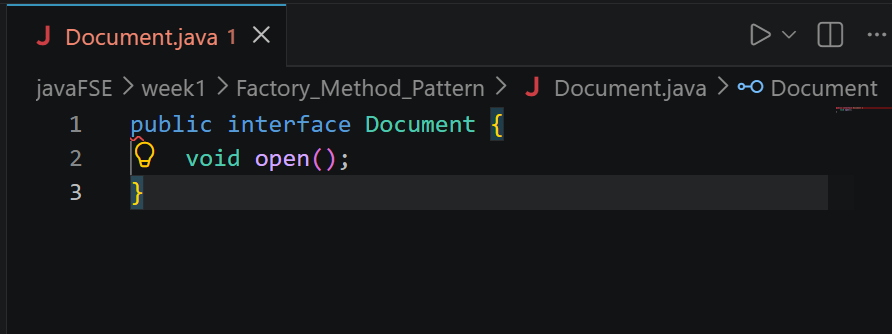 J Document.java 1 ×
javaFSE > week1 > Factory_Method_Pattern > J Document.java > Document
1 public interface Document {
2 void open();
3 }